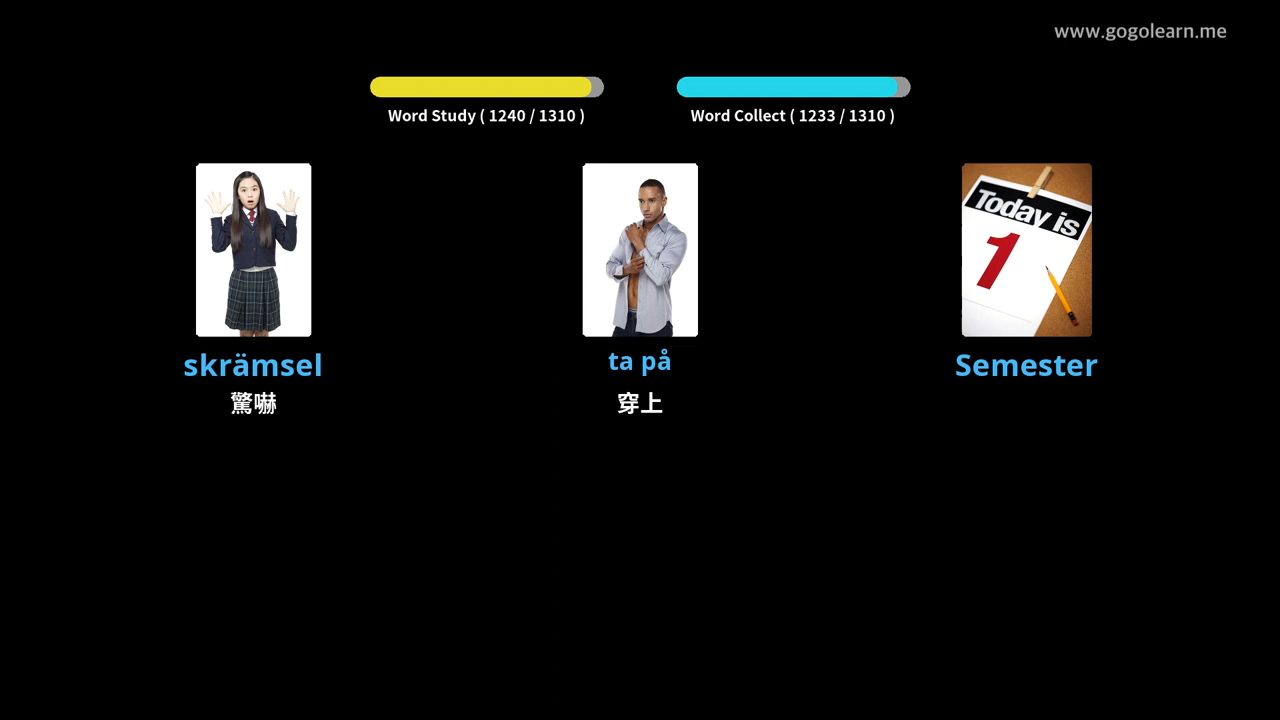 www.gogolearn.me
Word Study ( 1240 / 1310 )
Word Collect ( 1233 / 1310 )
Today is
1
skrämsel
ta på
Semester
驚嚇
穿上